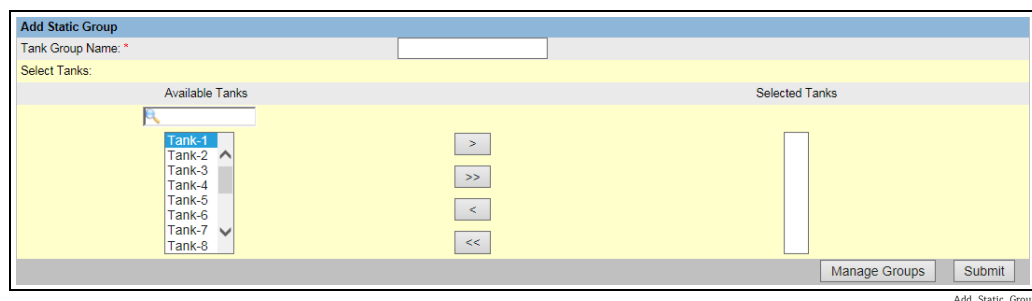 Add Static Group
Tank Group Name: *
Select Tanks:
Available Tanks Selected Tanks
Tank-1
Tank-2
Tank-3
Tank-4
Tank-5
Tank-6
Tank-7
Tank-8
>
>>
<
<<
Manage Groups Submit
Add_Static_Grou